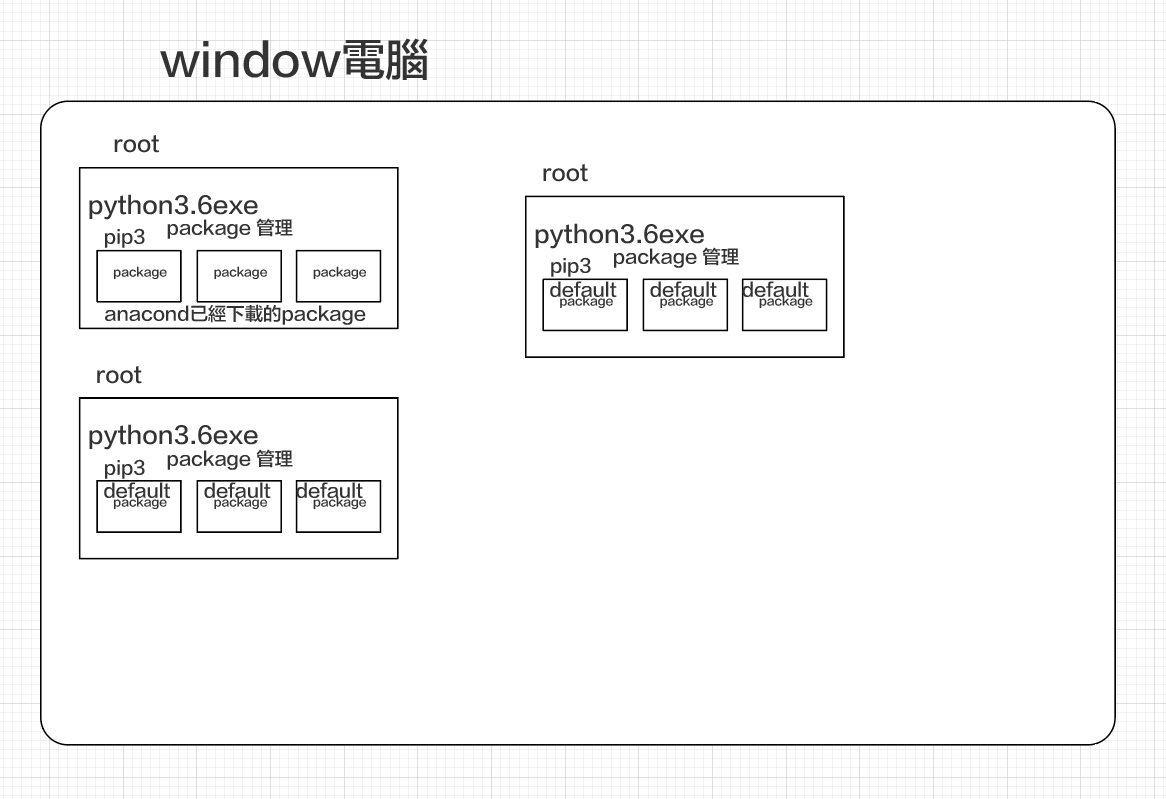 window電腦
root
python3.6exe
package 管理
pip3
package
package
package
anacond已經下載的package
root
python3.6exe
package 管理
pip3
default
package
default
package
default
package
root
python3.6exe
package 管理
pip3
default
package
default
package
default
package